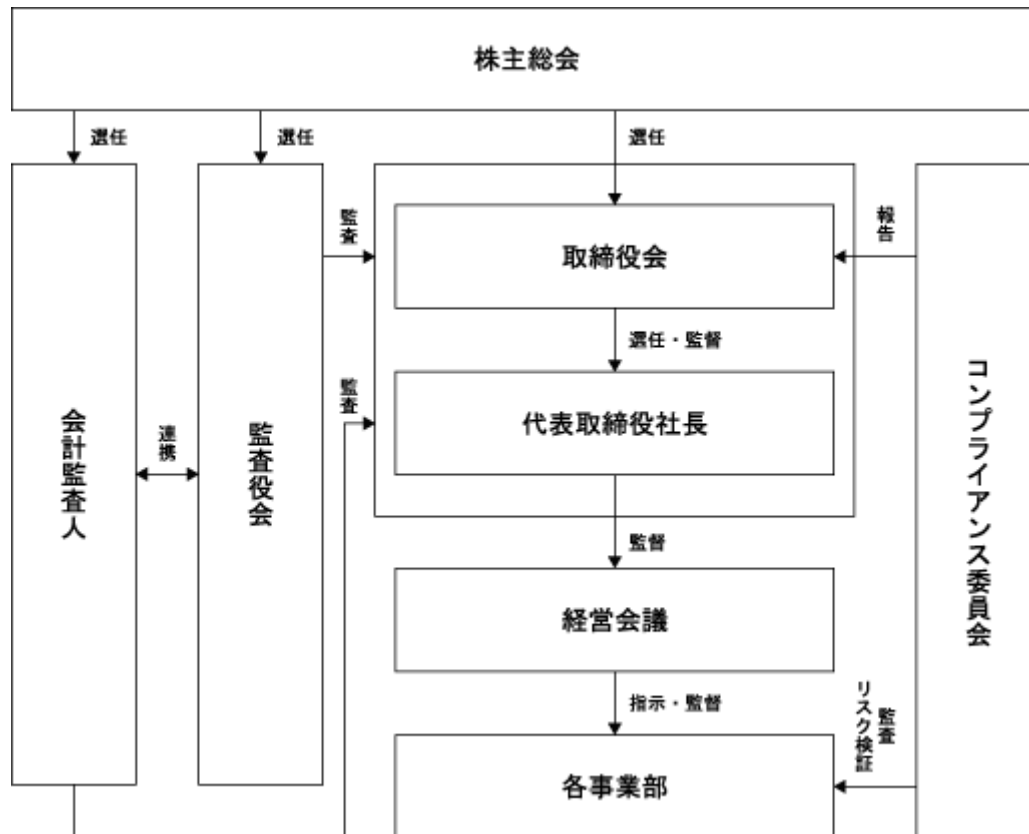 株主総会
選任
選任
選任
会計監査人
連携
監査役会
監査
監査
取締役会
選任・監督
代表取締役社長
監督
経営会議
指示・監督
各事業部
報告
コンプライアンス委員会
監査
リスク検証